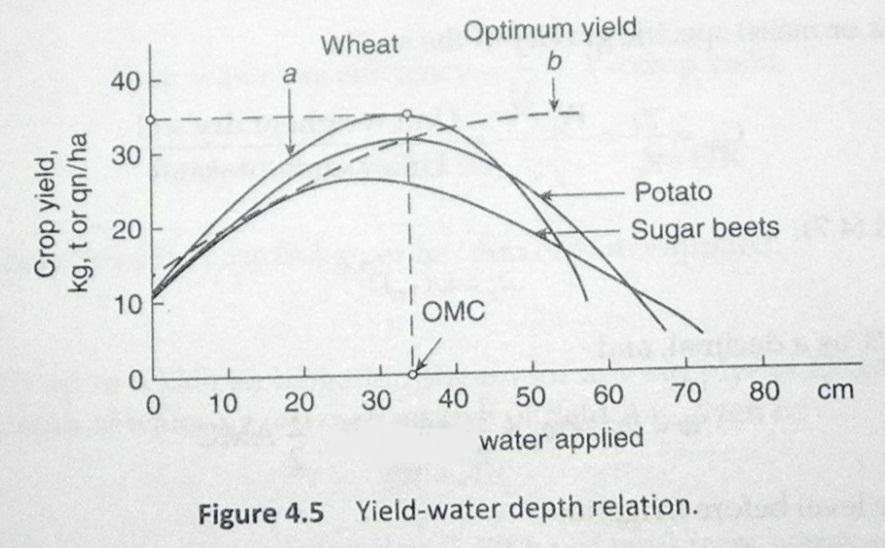 Optimum yield
Wheat
a
b
40
30
20
10
0
Crop yield,
kg, t or qn/ha
Potato
Sugar beets
OMC
0 10 20 30 40 50 60 70 80 cm
water applied
Figure 4.5 Yield-water depth relation.